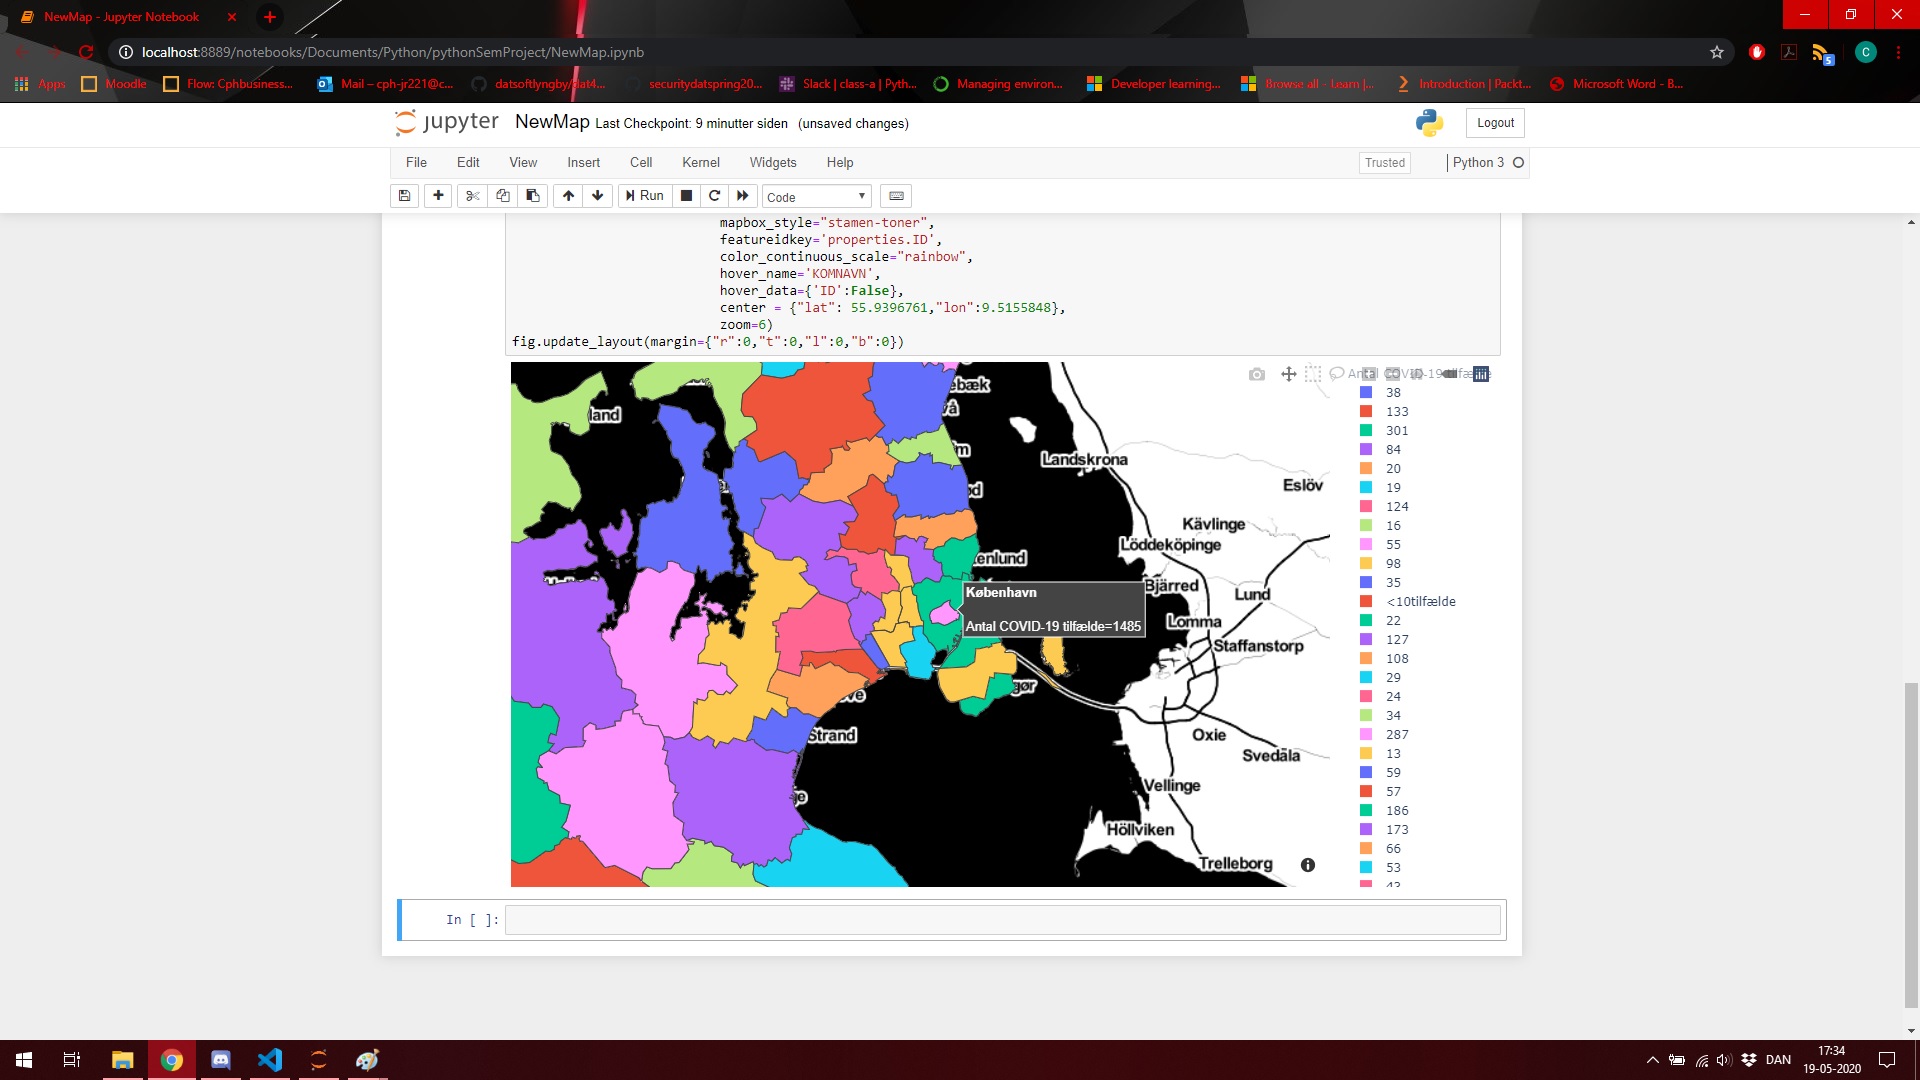 NewMap - Jupyter Notebook
localhost:8889/notebooks/Documents/Python/pythonSemProject/NewMap.ipynb
Apps
Moodle
Flow: Cphbusiness...
Mail – cph-jr221@c...
datsoftlyngby/dat4...
securitydatspring20...
Slack | class-a | Pyth...
Managing environ...
Developer learning...
Browse all - Learn |...
Introduction | Packt...
Microsoft Word - B...
jupyter NewMap Last Checkpoint: 9 minutter siden (unsaved changes)
Logout
File Edit View Insert Cell Kernel Widgets Help
Trusted
Python 3
Run
Code
mapbox_style="stamen-toner",
featureidkey='properties.ID',
color_continuous_scale="rainbow",
hover_name='KOMNAVN',
hover_data={'ID':False},
center = {"lat": 55.9396761,"lon":9.5155848},
zoom=6)
fig.update_layout(margin={"r":0,"t":0,"l":0,"b":0})
Antal COVID-19 tilfælde
38
133
301
84
20
19
124
16
55
98
35
<10tilfælde
22
127
108
29
24
34
287
13
59
57
186
173
66
53
43
ebæk
land
Landskrona
Eslöv
Kävlinge
Löddeköpinge
enlund
Bjärred
København
Antal COVID-19 tilfælde=1485
Lund
Lomma
Staffanstorp
gør
Strand
Oxie
Svedala
Vellinge
Höllviken
Trelleborg
In [ ]:
DAN
17:34
19-05-2020